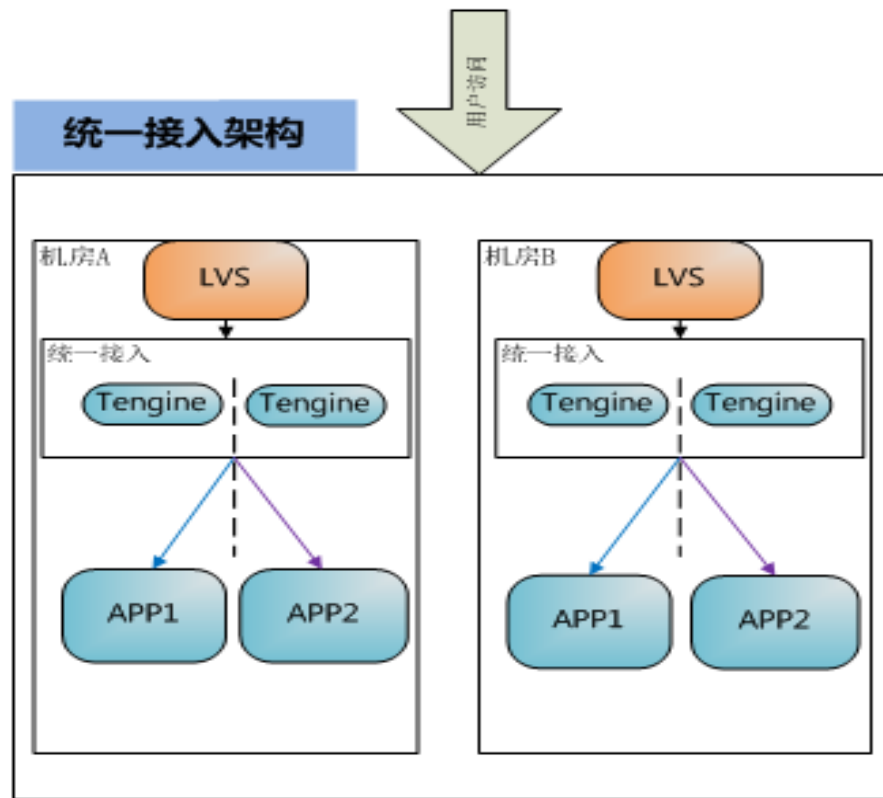 用户访问
统一接入架构
机房A
LVS
统一接入
Tengine
Tengine
APP1
APP2
机房B
LVS
统一接入
Tengine
Tengine
APP1
APP2